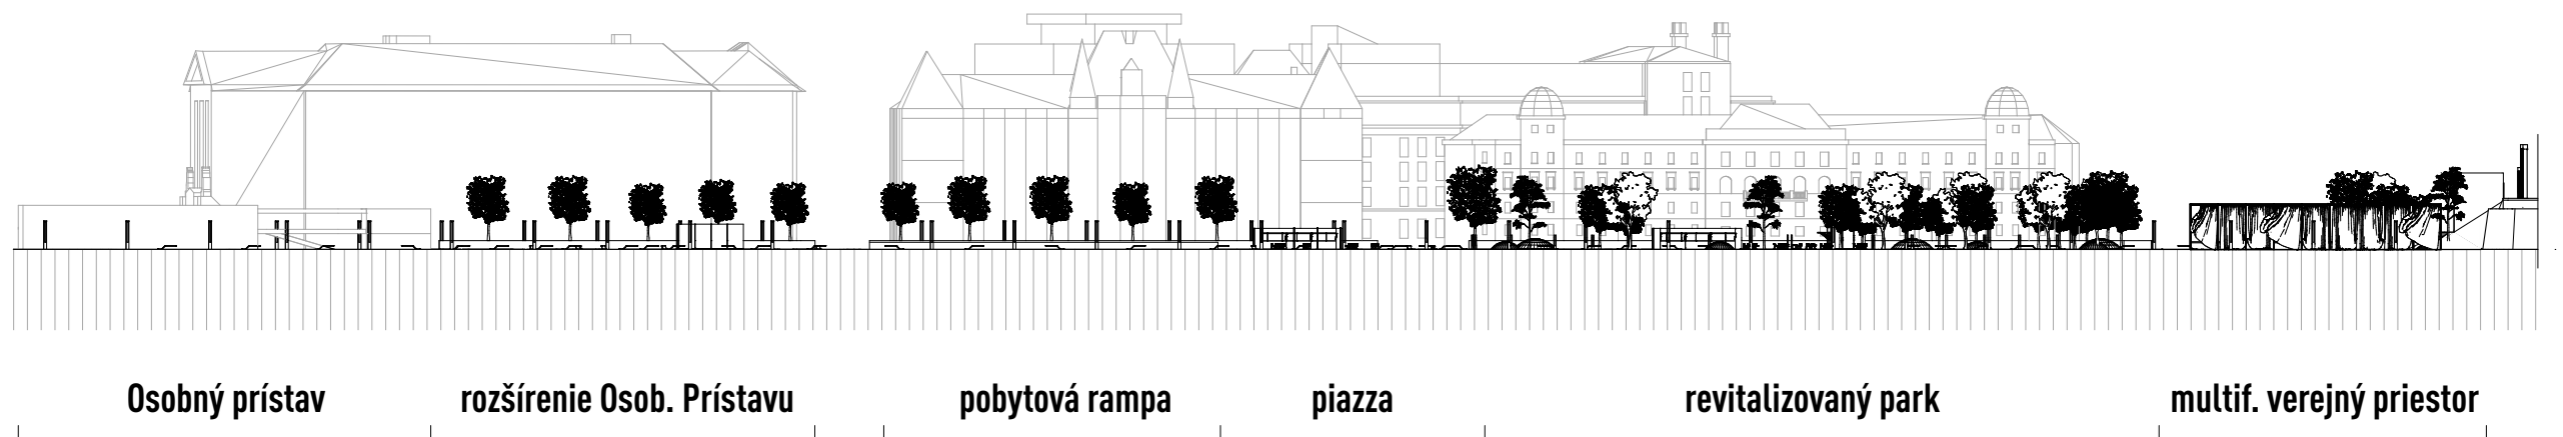 Osobný prístav
rozšírenie Osob. Prístavu
pobytová rampa
piazza
revitalizovaný park
multif. verejný priestor